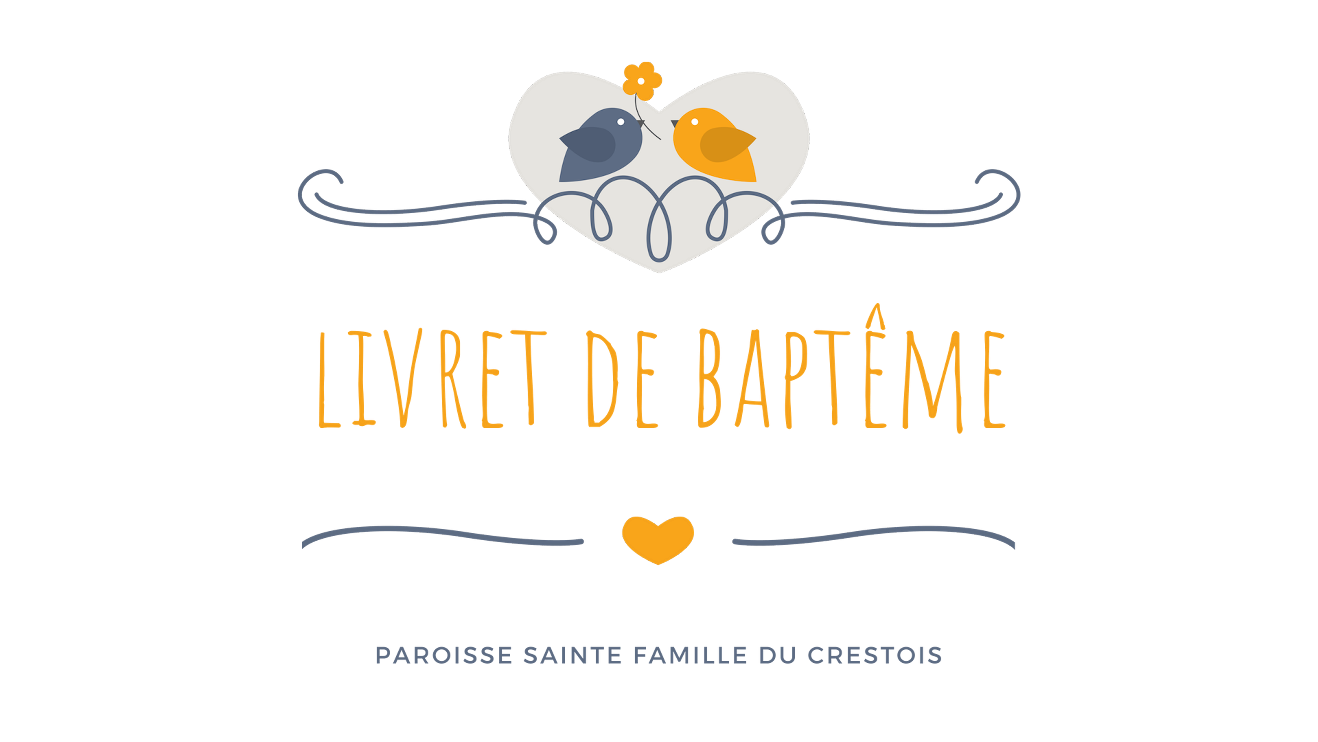 LIVRET DE BAPTÊME
PAROISSE SAINTE FAMILLE DU CRESTOIS